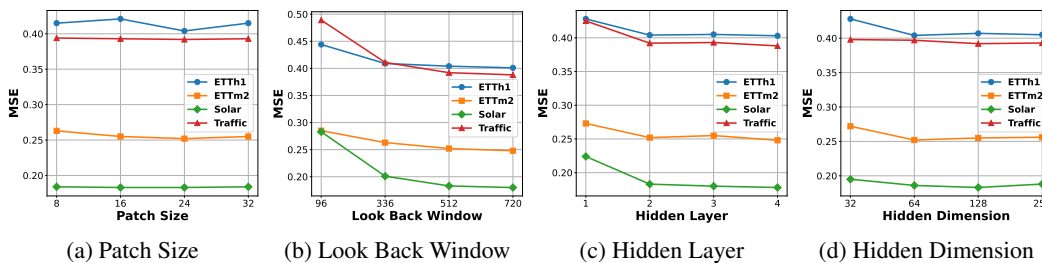 MSE
0.40
0.35
0.30
0.25
0.20
8
16
24
32
Patch Size
ETTh1
ETTm2
Solar
Traffic
(a) Patch Size
MSE
0.50
0.45
0.40
0.35
0.30
0.25
0.20
96
336
512
720
Look Back Window
ETTh1
ETTm2
Solar
Traffic
(b) Look Back Window
MSE
0.40
0.35
0.30
0.25
0.20
1
2
3
4
Hidden Layer
ETTh1
ETTm2
Solar
Traffic
(c) Hidden Layer
MSE
0.40
0.35
0.30
0.25
0.20
32
64
128
Hidden Dimension
ETTh1
ETTm2
Solar
Traffic
(d) Hidden Dimension